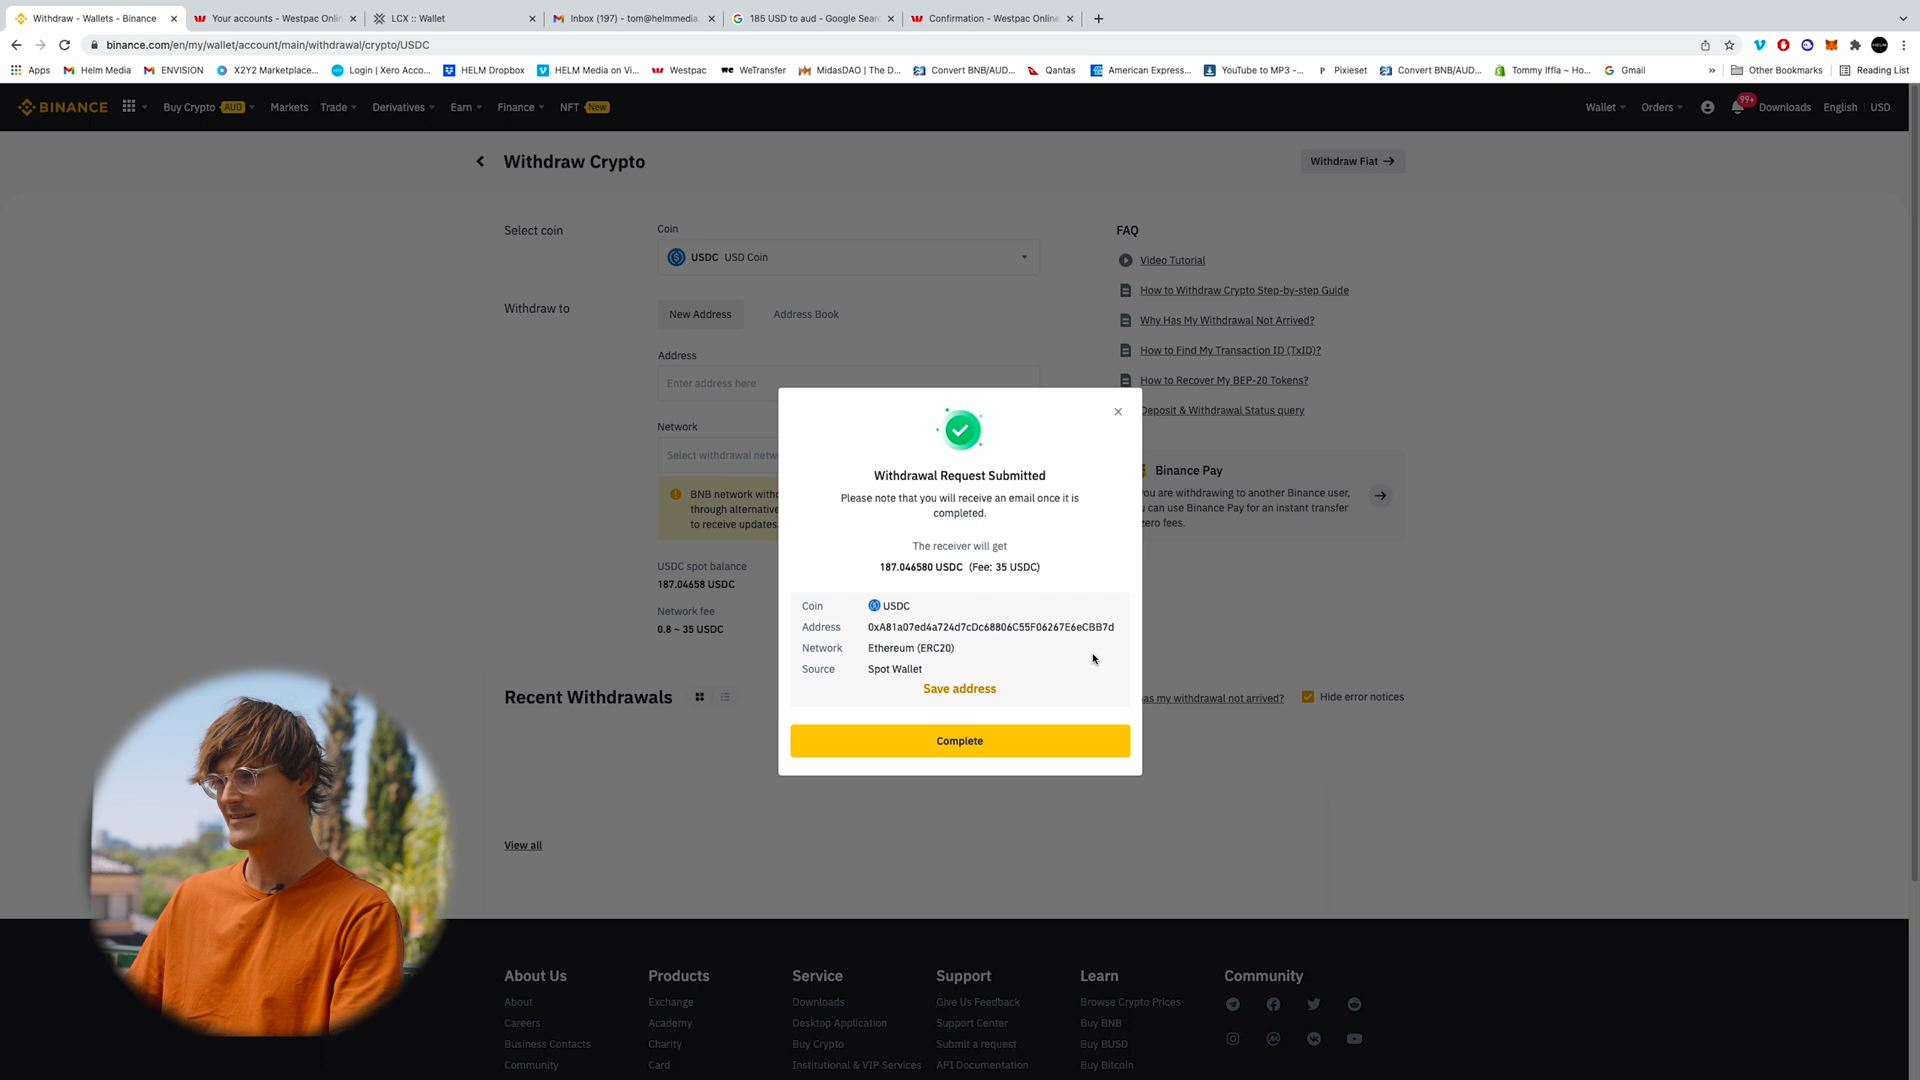 Withdraw - Wallets - Binance
Your accounts - Westpac Onlin
LCX :: Wallet
Inbox (197) - tom@helmmedia.
185 USD to aud - Google Searc
Confirmation - Westpac Online
binance.com/en/my/wallet/account/main/withdrawal/crypto/USDC
Apps
Helm Media
ENVISION
X2Y2 Marketplace...
Login | Xero Acco...
HELM Dropbox
HELM Media on Vi...
Westpac
WeTransfer
MidasDAO | The D...
Convert BNB/AUD...
Qantas
American Express...
YouTube to MP3 -...
Pixieset
Convert BNB/AUD...
Tommy Iffla ~ Ho...
Gmail
»
Other Bookmarks
Reading List
BINANCE
Buy Crypto AUD
Markets
Trade
Derivatives
Earn
Finance
NFT New
Wallet
Orders
99+
Downloads
English | USD
Withdraw Crypto
Withdraw Fiat →
Select coin
Coin
USDC USD Coin
Withdraw to
New Address
Address Book
Address
Enter address here
Network
Select withdrawal netw
BNB network withd
through alternative
to receive updates.
USDC spot balance
187.04658 USDC
Network fee
0.8 ~ 35 USDC
FAQ
Video Tutorial
How to Withdraw Crypto Step-by-step Guide
Why Has My Withdrawal Not Arrived?
How to Find My Transaction ID (TxID)?
How to Recover My BEP-20 Tokens?
Deposit & Withdrawal Status query
Binance Pay
you are withdrawing to another Binance user,
can use Binance Pay for an instant transfer
zero fees.
Withdrawal Request Submitted
Please note that you will receive an email once it is
completed.
The receiver will get
187.046580 USDC (Fee: 35 USDC)
Coin USDC
Address 0xA81a07ed4a724d7cDc68806C55F06267E6eCBB7d
Network Ethereum (ERC20)
Source Spot Wallet
Save address
Complete
Recent Withdrawals
as my withdrawal not arrived?
Hide error notices
View all
About Us
About
Careers
Business Contacts
Community
Products
Exchange
Academy
Charity
Card
Service
Downloads
Desktop Application
Buy Crypto
Institutional & VIP Services
Support
Give Us Feedback
Support Center
Submit a request
API Documentation
Learn
Browse Crypto Prices
Buy BNB
Buy BUSD
Buy Bitcoin
Community